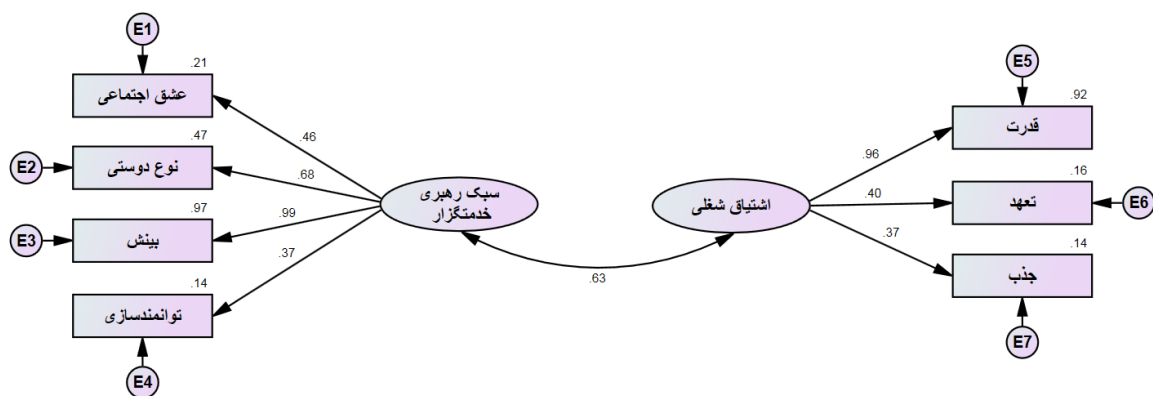 E1
.21
عشق اجتماعی
.46
E2
.47
نوع دوستی
.68
E3
.97
بینش
.99
E4
.14
توانمندسازی
.37
سبک رهبری
خدمتگزار
.63
اشتیاق شغلی
E5
.92
قدرت
.96
.16
تعهد
E6
.40
.14
جذب
.37
E7